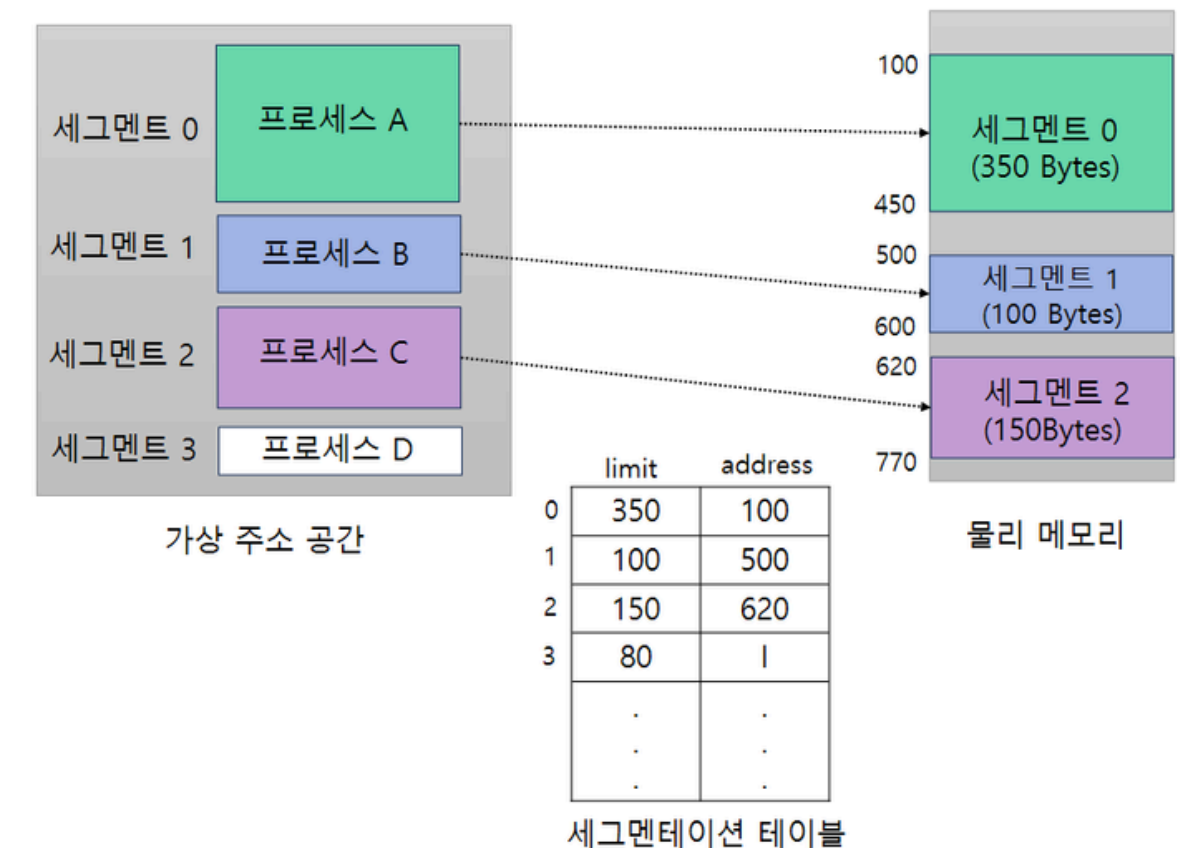 세그멘트 0
프로세스 A
세그멘트 1
프로세스 B
세그멘트 2
프로세스 C
세그멘트 3
프로세스 D
가상 주소 공간
100
세그멘트 0
(350 Bytes)
450
500
세그멘트 1
(100 Bytes)
600
620
세그멘트 2
(150Bytes)
770
물리 메모리
limit address
0 350 100
1 100 500
2 150 620
3 80 I
. .
. .
. .
세그멘테이션 테이블